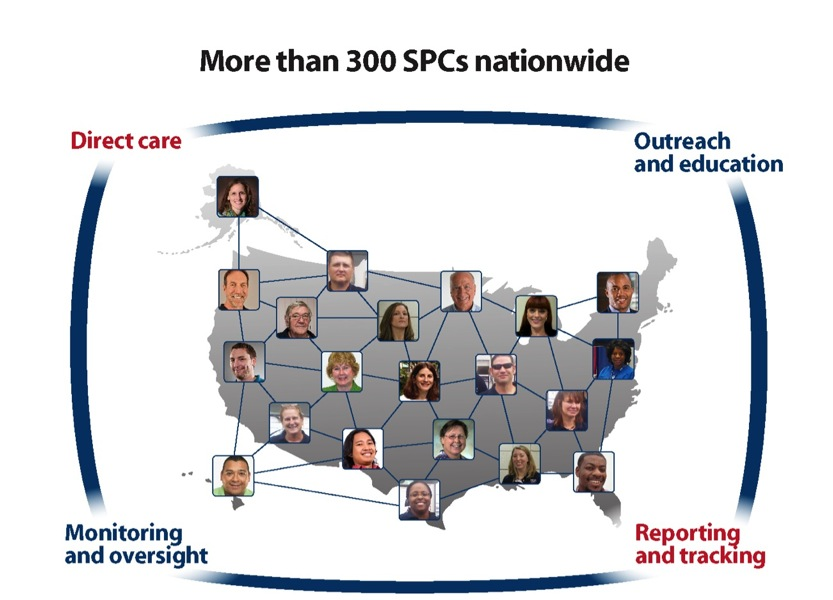 More than 300 SPCs nationwide
Direct care
Outreach
and education
Monitoring
and oversight
Reporting
and tracking